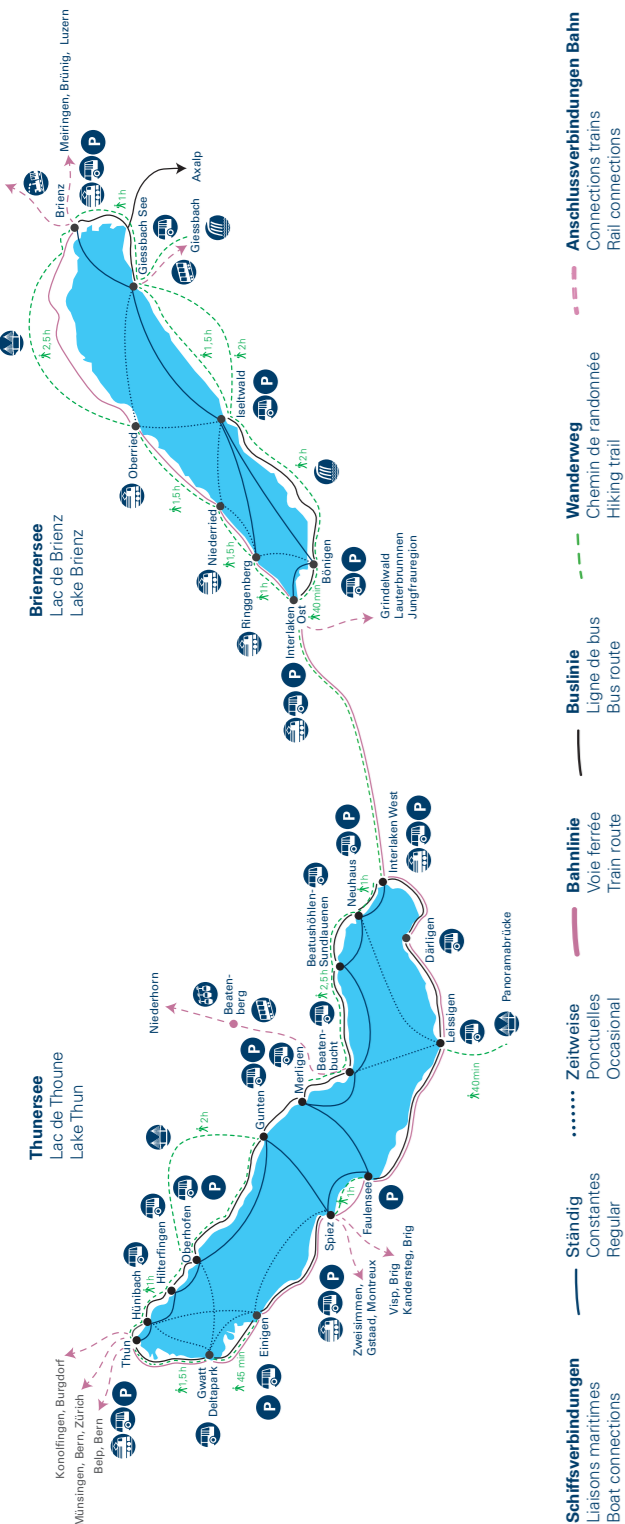 Thunersee
Lac de Thoune
Lake Thun
Brienzersee
Lac de Brienz
Lake Brienz
Konolfingen, Burgdorf
Münsingen, Bern, Zürich
Belp, Bern
P
Thun
Hünibach
1h
Hilterfingen
Oberhofen
P
2h
Gunten
P
Merligen
Beaten-
bucht
Niederhorn
Beaten-
berg
2,5h
Beatushöhlen-
Sundlauenen
Neuhaus
P
1h
Interlaken West
P
Därligen
Leissigen
40min
Panoramabrücke
Faulensee
P
1h
Spiez
P
Zweisimmen,
Gstaad, Montreux
Visp, Brig
Kandersteg, Brig
Einigen
P
45 min
Gwatt
Deltapark
1,5h
Interlaken
Ost
P
40min
Grindelwald
Lauterbrunnnen
Jungfrauregion
Bönigen
P
Ringgenberg
1h
Niederried
1,5h
1,5h
Oberried
2,5h
Iseltwald
P
2h
2h
1,5h
Giessbach See
Giessbach
Axalp
1h
Brienz
P
Meiringen, Brünig, Luzern
Schiffsverbindungen
Liaisons maritimes
Boat connections
Ständig
Constantes
Regular
Zeitweise
Ponctuelles
Occasional
Bahnlinie
Voie ferrée
Train route
Buslinie
Ligne de bus
Bus route
Wanderweg
Chemin de randonnée
Hiking trail
Anschlussverbindungen Bahn
Connections trains
Rail connections